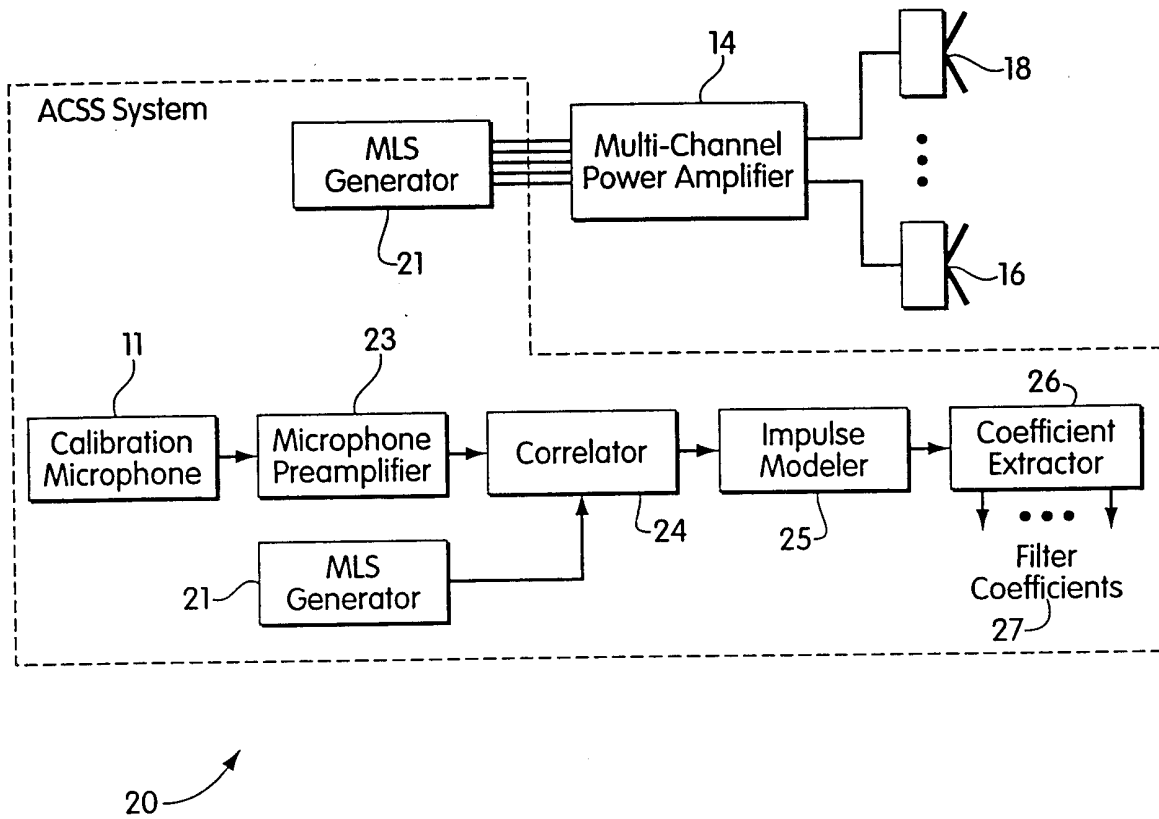 14
18
ACSS System
MLS
Generator
Multi-Channel
Power Amplifier
21
16
11
23
26
Calibration
Microphone
Microphone
Preamplifier
Correlator
Impulse
Modeler
Coefficient
Extractor
24
25
21
MLS
Generator
Filter
Coefficients
27
20